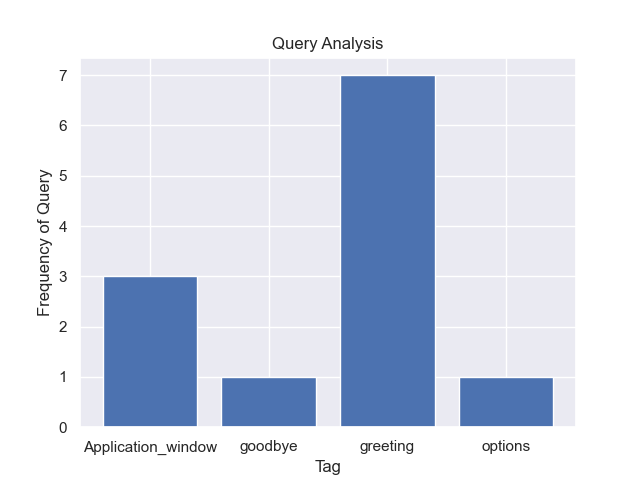 Query Analysis
Frequency of Query
7
6
5
4
3
2
1
0
Application_window goodbye greeting options
Tag